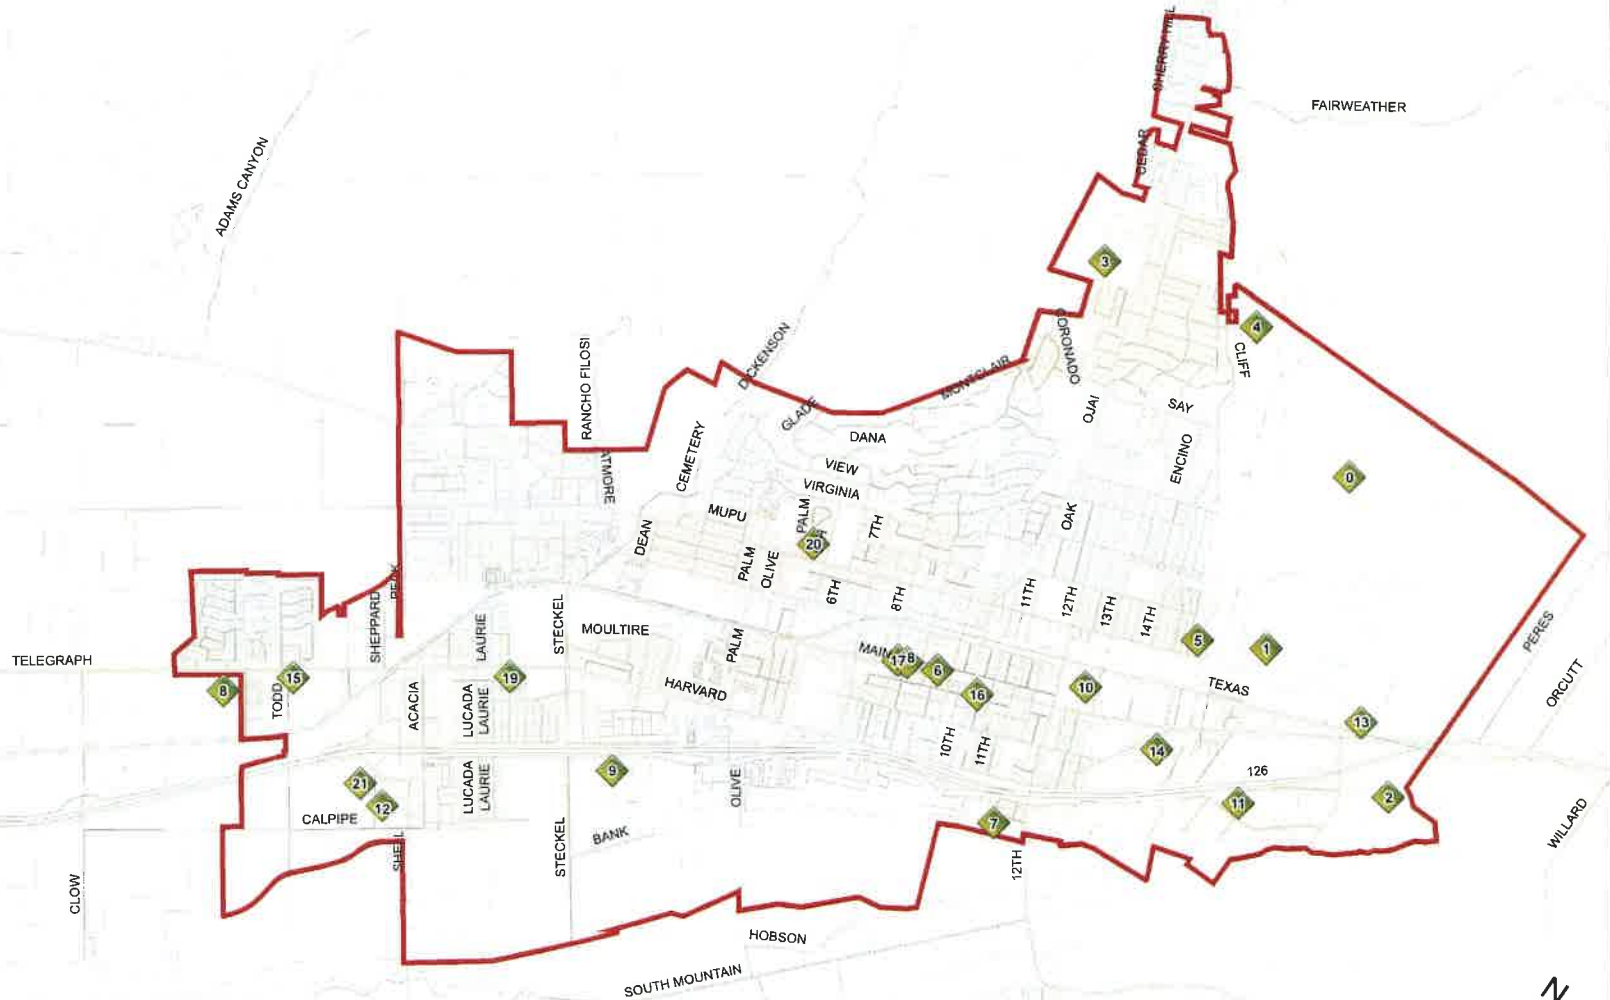 CHERRY HILL
FAIRWEATHER
CEDAR
ADAMS CANYON
3
4
CORONADO
CLIFF
RANCHO FILOSI
DICKENSON
MONTCLAIR
GLADE
OJAI
SAY
DANA
ENCINO
CEMETERY
VIEW
VIRGINIA
0
ATMORE
MUPU
PALM
7TH
OAK
DEAN
20
PALM
OLIVE
PECK
6TH
8TH
11TH
12TH
13TH
14TH
SHEPPARD
LAURIE
STECKEL
MOULTIRE
PALM
5
1
PERES
TELEGRAPH
MAIN
17
8
6
8
15
TODD
19
HARVARD
16
10
TEXAS
ORCUTT
ACACIA
LUCADA
LAURIE
13
10TH
11TH
14
21
12
LUCADA
LAURIE
9
OLIVE
126
11
2
CALPIPE
7
SHELL
STECKEL
BANK
WILLARD
CLOW
12TH
HOBSON
SOUTH MOUNTAIN
N